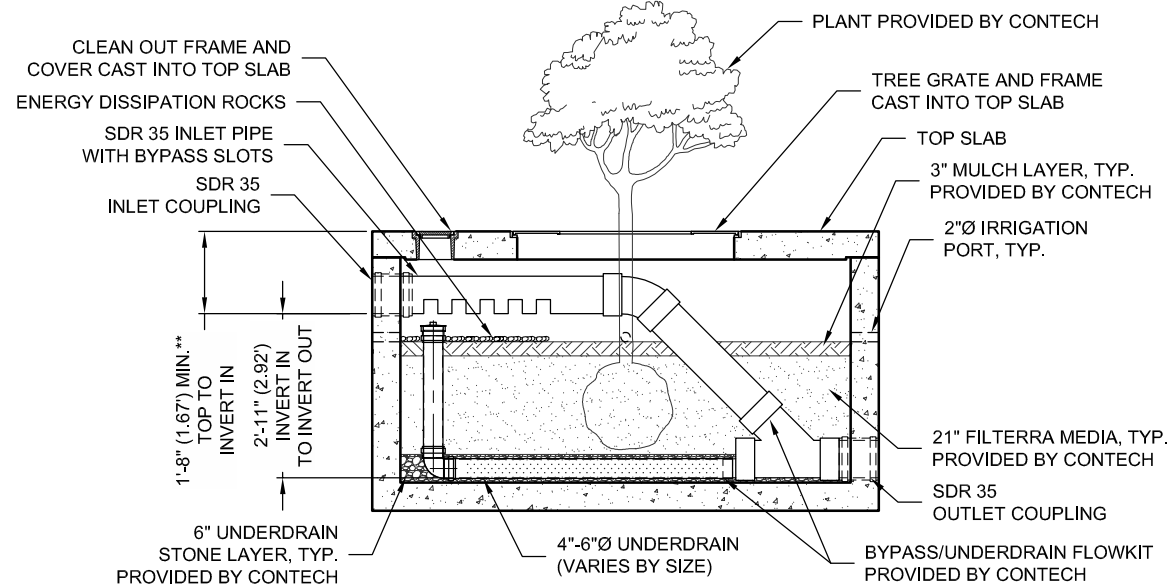 CLEAN OUT FRAME AND
COVER CAST INTO TOP SLAB
ENERGY DISSIPATION ROCKS
SDR 35 INLET PIPE
WITH BYPASS SLOTS
SDR 35
INLET COUPLING
PLANT PROVIDED BY CONTECH
TREE GRATE AND FRAME
CAST INTO TOP SLAB
TOP SLAB
3" MULCH LAYER, TYP.
PROVIDED BY CONTECH
2"Ø IRRIGATION
PORT, TYP.
1'-8" (1.67') MIN.**
TOP TO
INVERT IN
2'-11" (2.92')
INVERT IN
TO INVERT OUT
21" FILTERRA MEDIA, TYP.
PROVIDED BY CONTECH
SDR 35
OUTLET COUPLING
6" UNDERDRAIN
STONE LAYER, TYP.
PROVIDED BY CONTECH
4"-6"Ø UNDERDRAIN
(VARIES BY SIZE)
BYPASS/UNDERDRAIN FLOWKIT
PROVIDED BY CONTECH